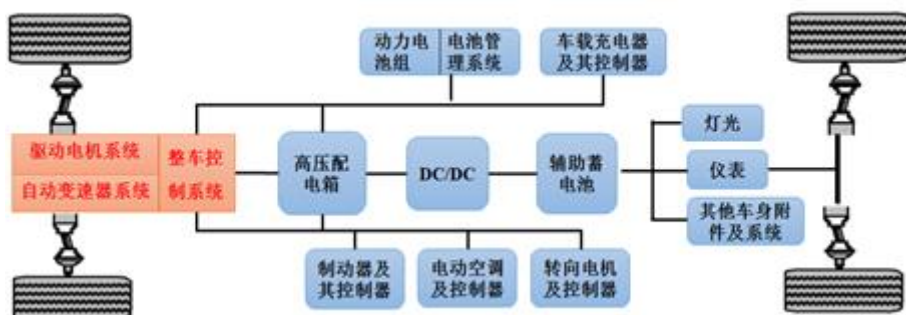 动力电
池组
电池管
理系统
车载充电器
及其控制器
驱动电机系统
自动变速器系统
整车控
制系统
高压配
电箱
DC/DC
辅助蓄
电池
灯光
仪表
其他车身附
件及系统
制动器及
其控制器
电动空调
及控制器
转向电机
及控制器